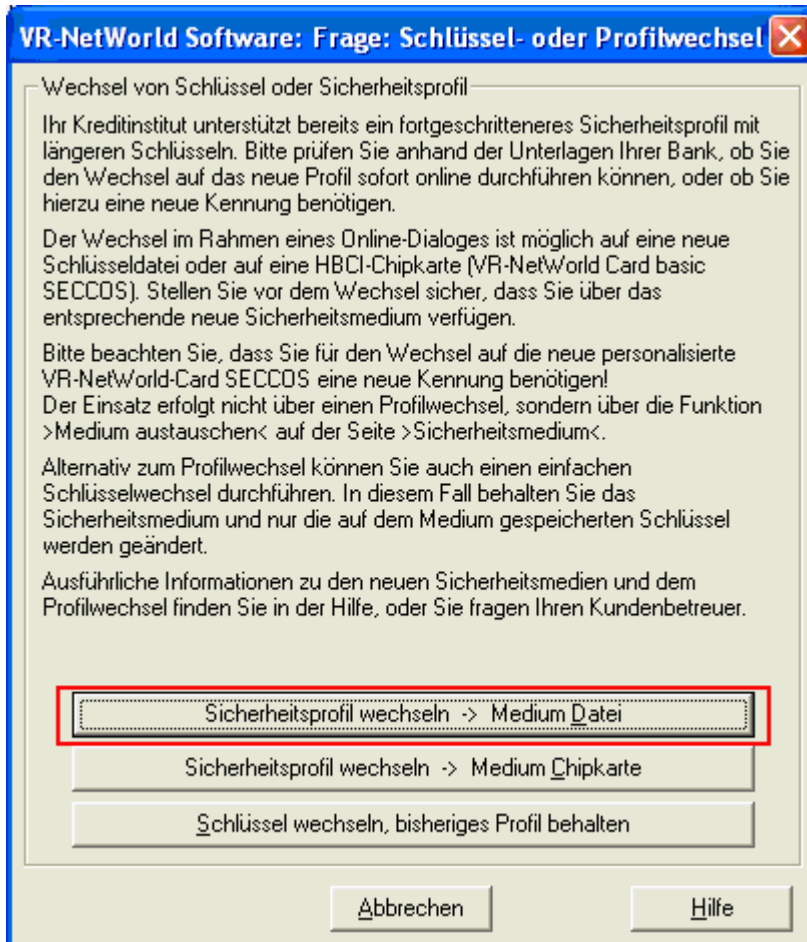 VR-NetWorld Software: Frage: Schlüssel- oder Profilwechsel
Wechsel von Schlüssel oder Sicherheitsprofil
Ihr Kreditinstitut unterstützt bereits ein fortgeschritteneres Sicherheitsprofil mit
längeren Schlüsseln. Bitte prüfen Sie anhand der Unterlagen Ihrer Bank, ob Sie
den Wechsel auf das neue Profil sofort online durchführen können, oder ob Sie
hierzu eine neue Kennung benötigen.
Der Wechsel im Rahmen eines Online-Dialoges ist möglich auf eine neue
Schlüsseldatei oder auf eine HBCI-Chipkarte (VR-NetWorld Card basic
SECCOS). Stellen Sie vor dem Wechsel sicher, dass Sie über das
entsprechende neue Sicherheitsmedium verfügen.
Bitte beachten Sie, dass Sie für den Wechsel auf die neue personalisierte
VR-NetWorld-Card SECCOS eine neue Kennung benötigen!
Der Einsatz erfolgt nicht über einen Profilwechsel, sondern über die Funktion
>Medium austauschen< auf der Seite >Sicherheitsmedium<.
Alternativ zum Profilwechsel können Sie auch einen einfachen
Schlüsselwechsel durchführen. In diesem Fall behalten Sie das
Sicherheitsmedium und nur die auf dem Medium gespeicherten Schlüssel
werden geändert.
Ausführliche Informationen zu den neuen Sicherheitsmedien und dem
Profilwechsel finden Sie in der Hilfe, oder Sie fragen Ihren Kundenbetreuer.
Sicherheitsprofil wechseln -> Medium Datei
Sicherheitsprofil wechseln -> Medium Chipkarte
Schlüssel wechseln, bisheriges Profil behalten
Abbrechen
Hilfe